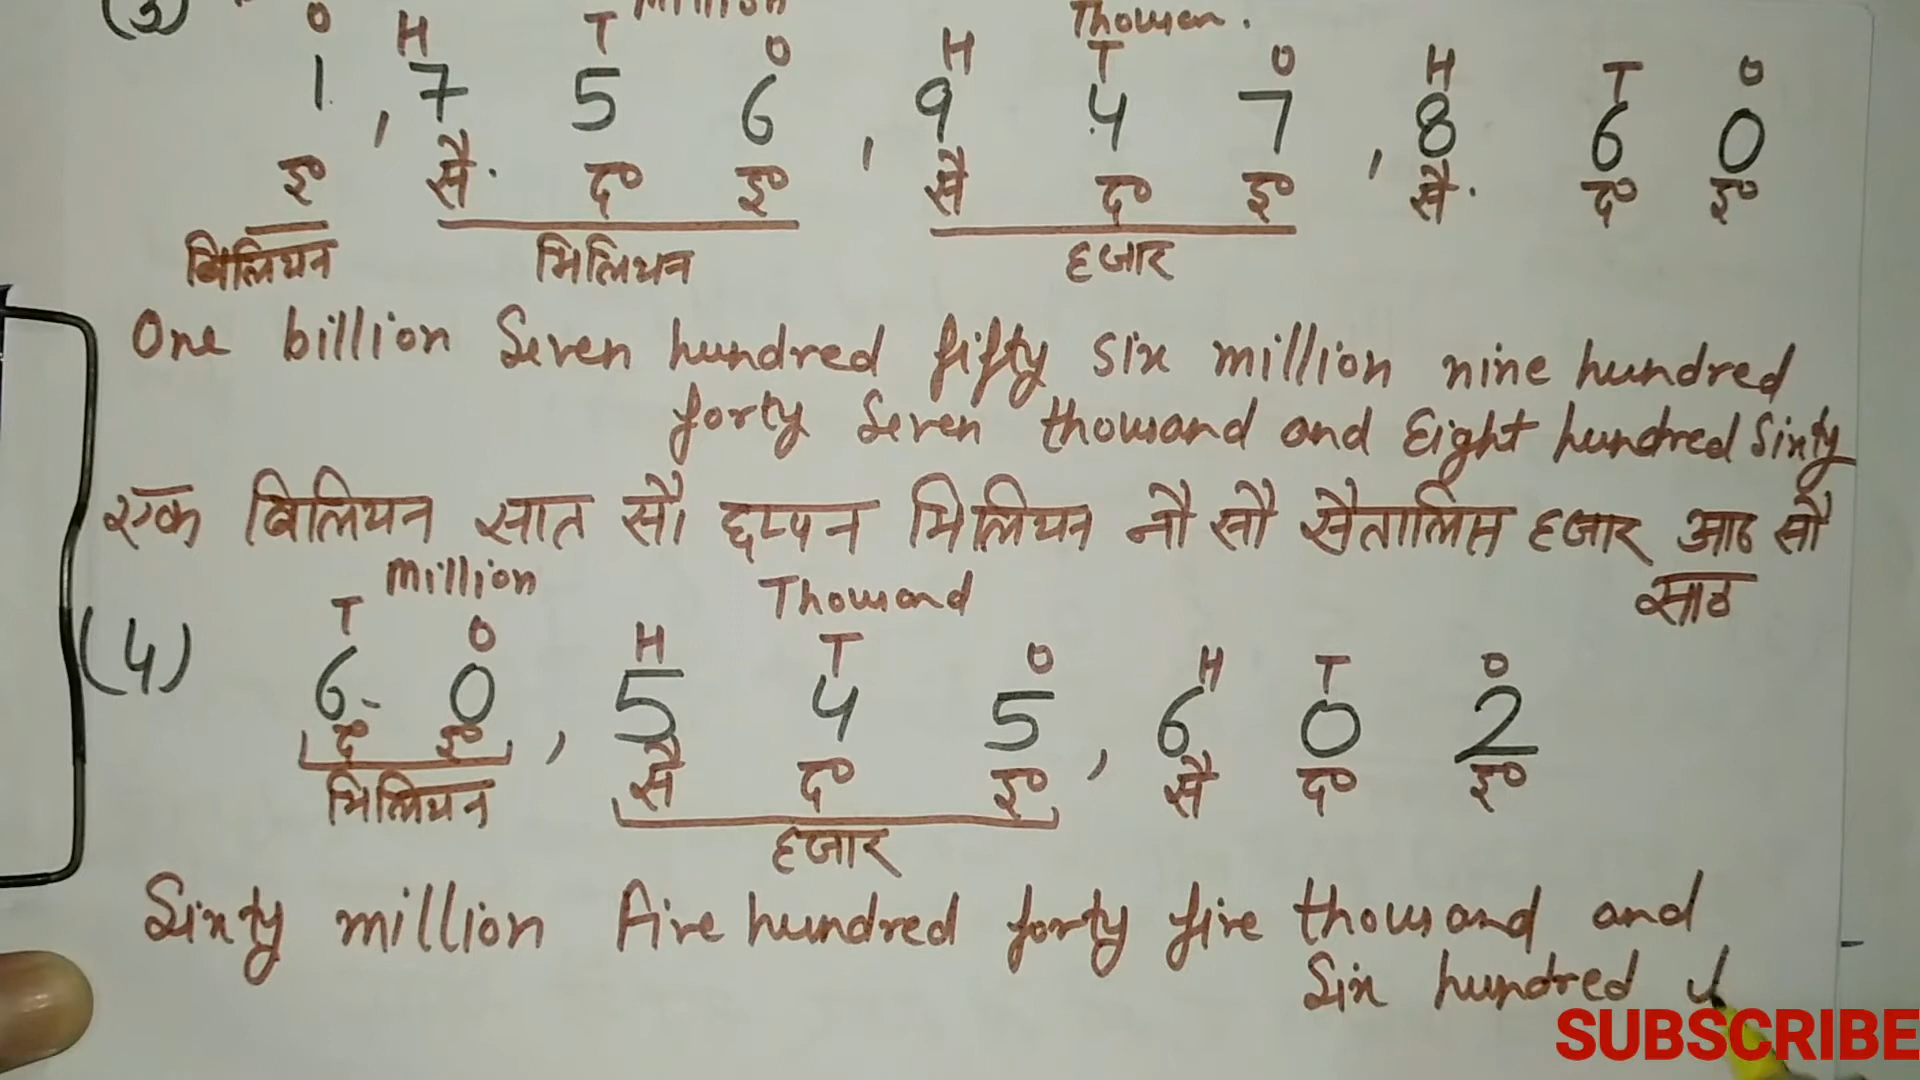 (3) Million Thousan.
O H T O H T O H T O
1, 7 5 6, 9 4 7, 8 6 0
इ० सै. द० इ० सै द० इ० सै. द० इ०
बिलियन मिलियन हजार
One billion Seven hundred fifty six million nine hundred
forty Seven thousand and Eight hundred Sixty
एक बिलियन सात सौ छप्पन मिलियन नौ सौ सैतालिस हजार आठ सौ
साठ
Million Thousand
T O H T O H T O
(4) 6 0, 5 4 5, 6 0 2
द० इ० सै द० इ० सै द० इ०
मिलियन हजार
Sixty million Five hundred forty five thousand and
Six hundred
SUBSCRIBE